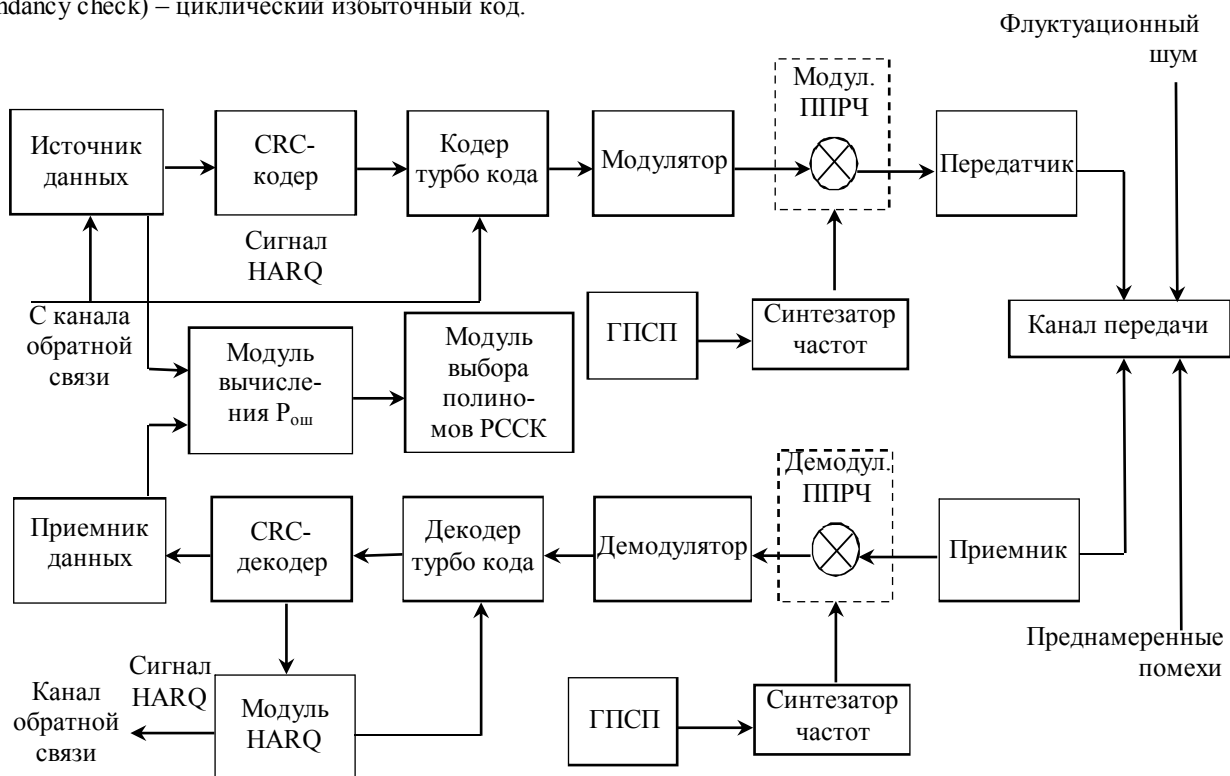 ndancy check) – циклический избыточный код.
Флуктуационный
шум
Модул.
ППРЧ
Источник
данных
CRC-
кодер
Кодер
турбо кода
Модулятор
Передатчик
Сигнал
HARQ
С канала
обратной
связи
Модуль
вычисле-
ния Pош
Модуль
выбора
полино-
мов РССК
ГПСП
Синтезатор
частот
Канал передачи
Демодул.
ППРЧ
Приемник
данных
CRC-
декодер
Декодер
турбо кода
Демодулятор
Приемник
Преднамеренные
помехи
Сигнал
HARQ
Канал
обратной
связи
Модуль
HARQ
ГПСП
Синтезатор
частот